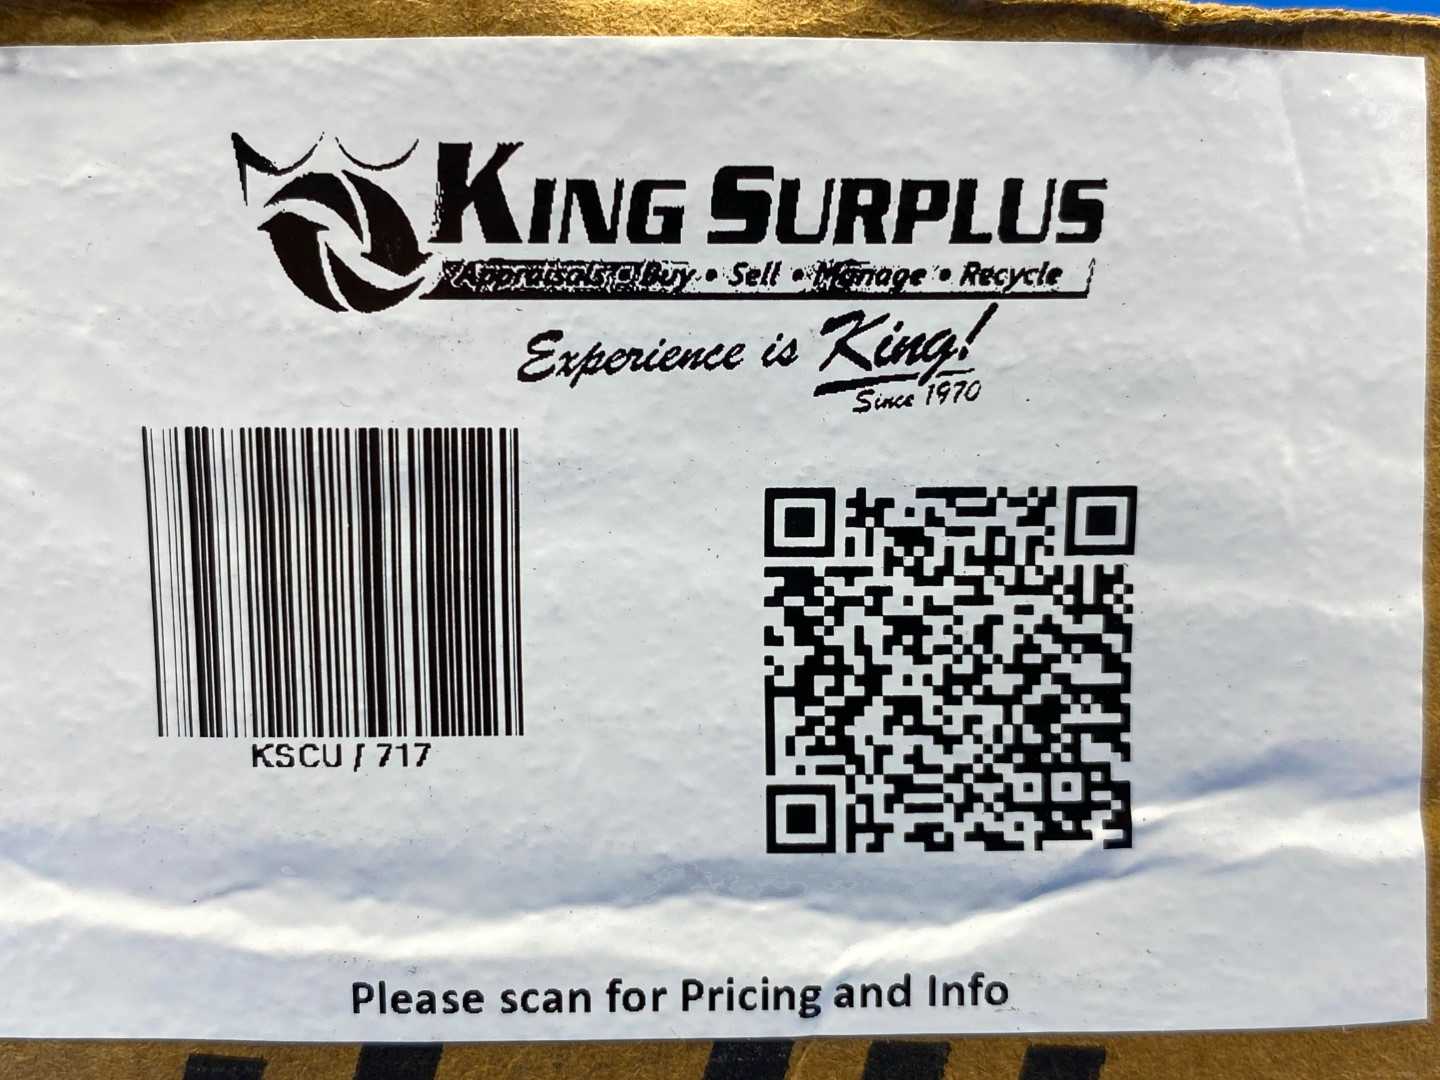 KING SURPLUS
Appraisals • Buy • Sell • Manage • Recycle
Experience is King!
Since 1970
KSCU / 717
Please scan for Pricing and Info